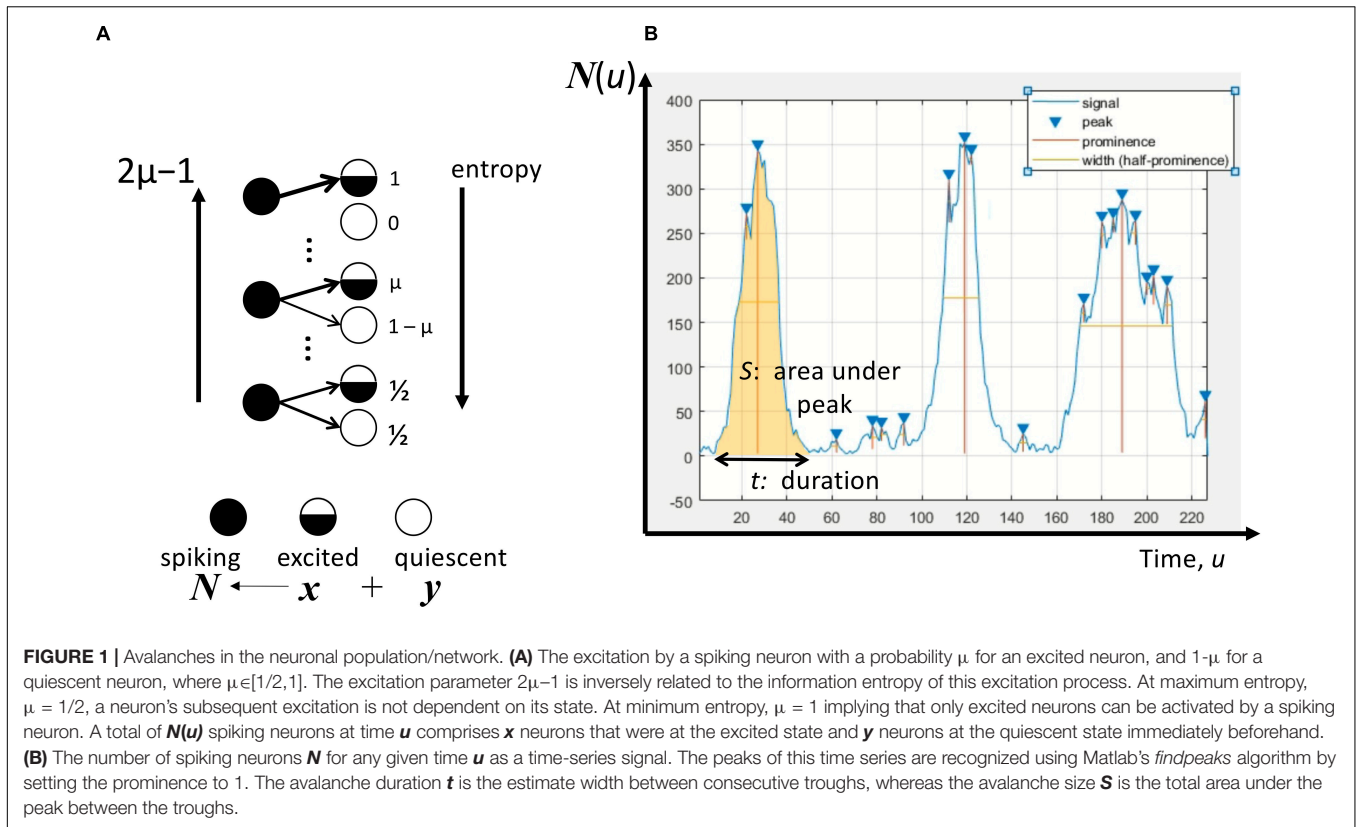 A
2μ−1
entropy
1
0
⋮
μ
1 – μ
⋮
½
½
spiking excited quiescent
N ← x + y
B
N(u)
400
350
300
250
200
150
100
50
0
-50
signal
peak
prominence
width (half-prominence)
S: area under
peak
t: duration
20 40 60 80 100 120 140 160 180 200 220
Time, u
FIGURE 1 | Avalanches in the neuronal population/network. (A) The excitation by a spiking neuron with a probability μ for an excited neuron, and 1-μ for a
quiescent neuron, where μ∈[1/2,1]. The excitation parameter 2μ−1 is inversely related to the information entropy of this excitation process. At maximum entropy,
μ = 1/2, a neuron's subsequent excitation is not dependent on its state. At minimum entropy, μ = 1 implying that only excited neurons can be activated by a spiking
neuron. A total of N(u) spiking neurons at time u comprises x neurons that were at the excited state and y neurons at the quiescent state immediately beforehand.
(B) The number of spiking neurons N for any given time u as a time-series signal. The peaks of this time series are recognized using Matlab's findpeaks algorithm by
setting the prominence to 1. The avalanche duration t is the estimate width between consecutive troughs, whereas the avalanche size S is the total area under the
peak between the troughs.